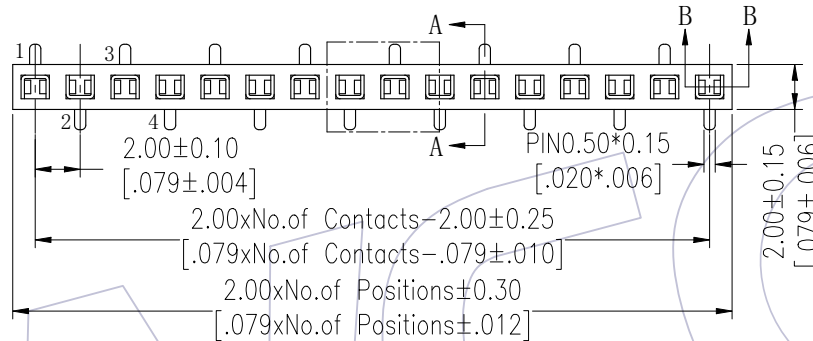 A
B B
1 3
2 4
A
2.00±0.10
[.079±.004]
PIN0.50*0.15
[.020*.006]
2.00±0.15
[.079±.006]
2.00xNo.of Contacts-2.00±0.25
[.079xNo.of Contacts-.079±.010]
2.00xNo.of Positions±0.30
[.079xNo.of Positions±.012]